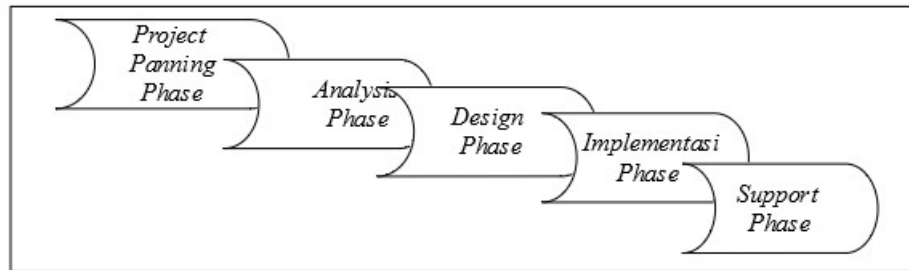 Project
Panning
Phase
Analysis
Phase
Design
Phase
Implementasi
Phase
Support
Phase